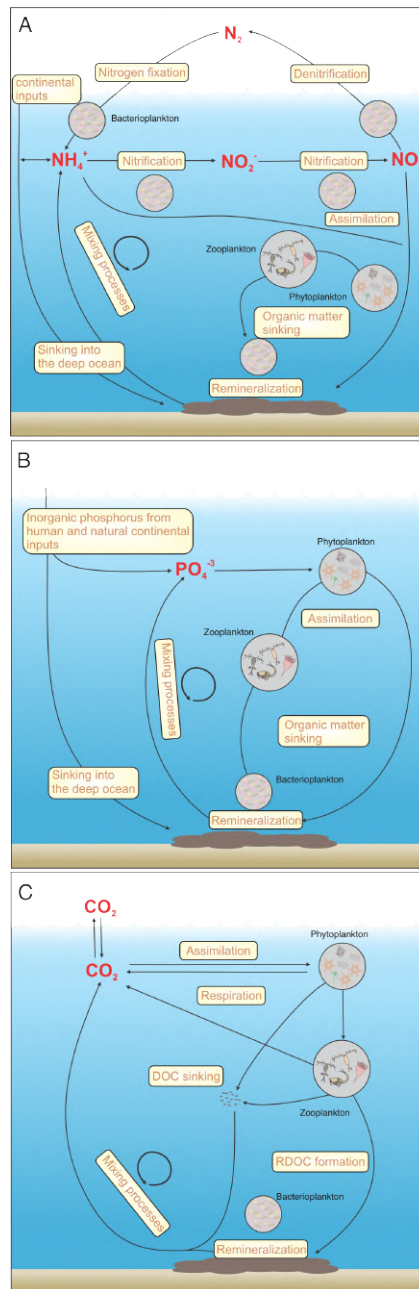 A
N2
Nitrogen fixation
Denitrification
continental
inputs
Bacterioplankton
NH4+
Nitrification
NO2-
Nitrification
NO
Assimilation
Zooplankton
Mixing processes
Phytoplankton
Organic matter
sinking
Sinking into
the deep ocean
Remineralization
B
Inorganic phosphorus from
human and natural continental
inputs
Phytoplankton
PO4-3
Assimilation
Zooplankton
Mixing processes
Organic matter
sinking
Sinking into
the deep ocean
Bacterioplankton
Remineralization
C
CO2
Phytoplankton
Assimilation
CO2
Respiration
DOC sinking
Zooplankton
RDOC formation
Mixing processes
Bacterioplankton
Remineralization